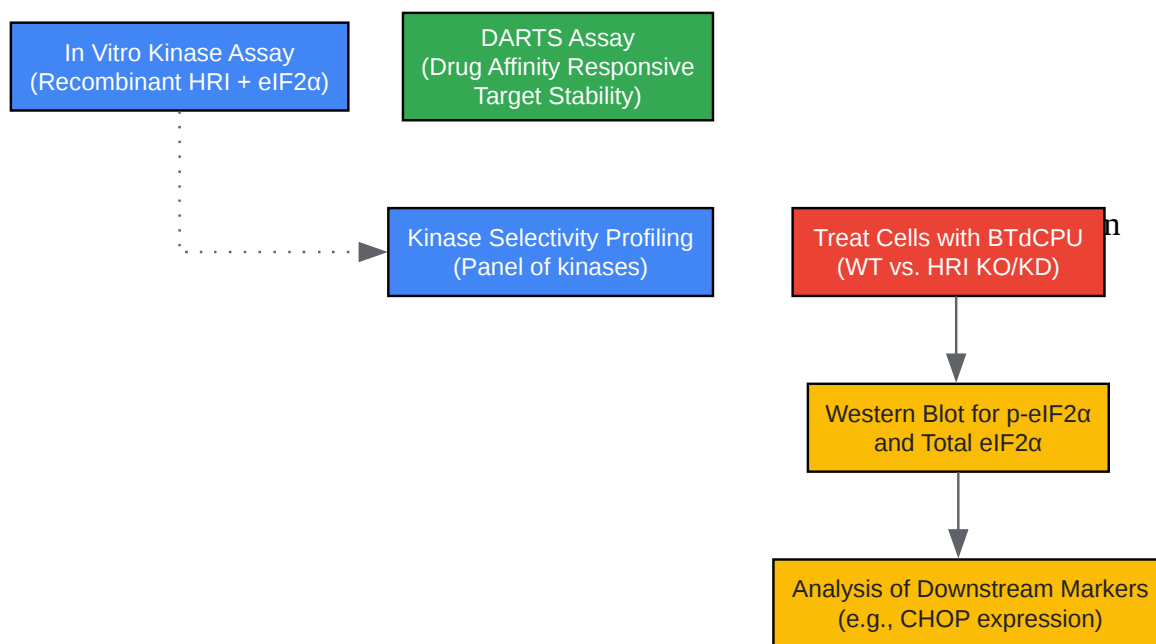 In Vitro Kinase Assay
(Recombinant HRI + eIF2α)
DARTS Assay
(Drug Affinity Responsive
Target Stability)
Kinase Selectivity Profiling
(Panel of kinases)
Treat Cells with BTdCPU
(WT vs. HRI KO/KD)
Western Blot for p-eIF2α
and Total eIF2α
Analysis of Downstream Markers
(e.g., CHOP expression)